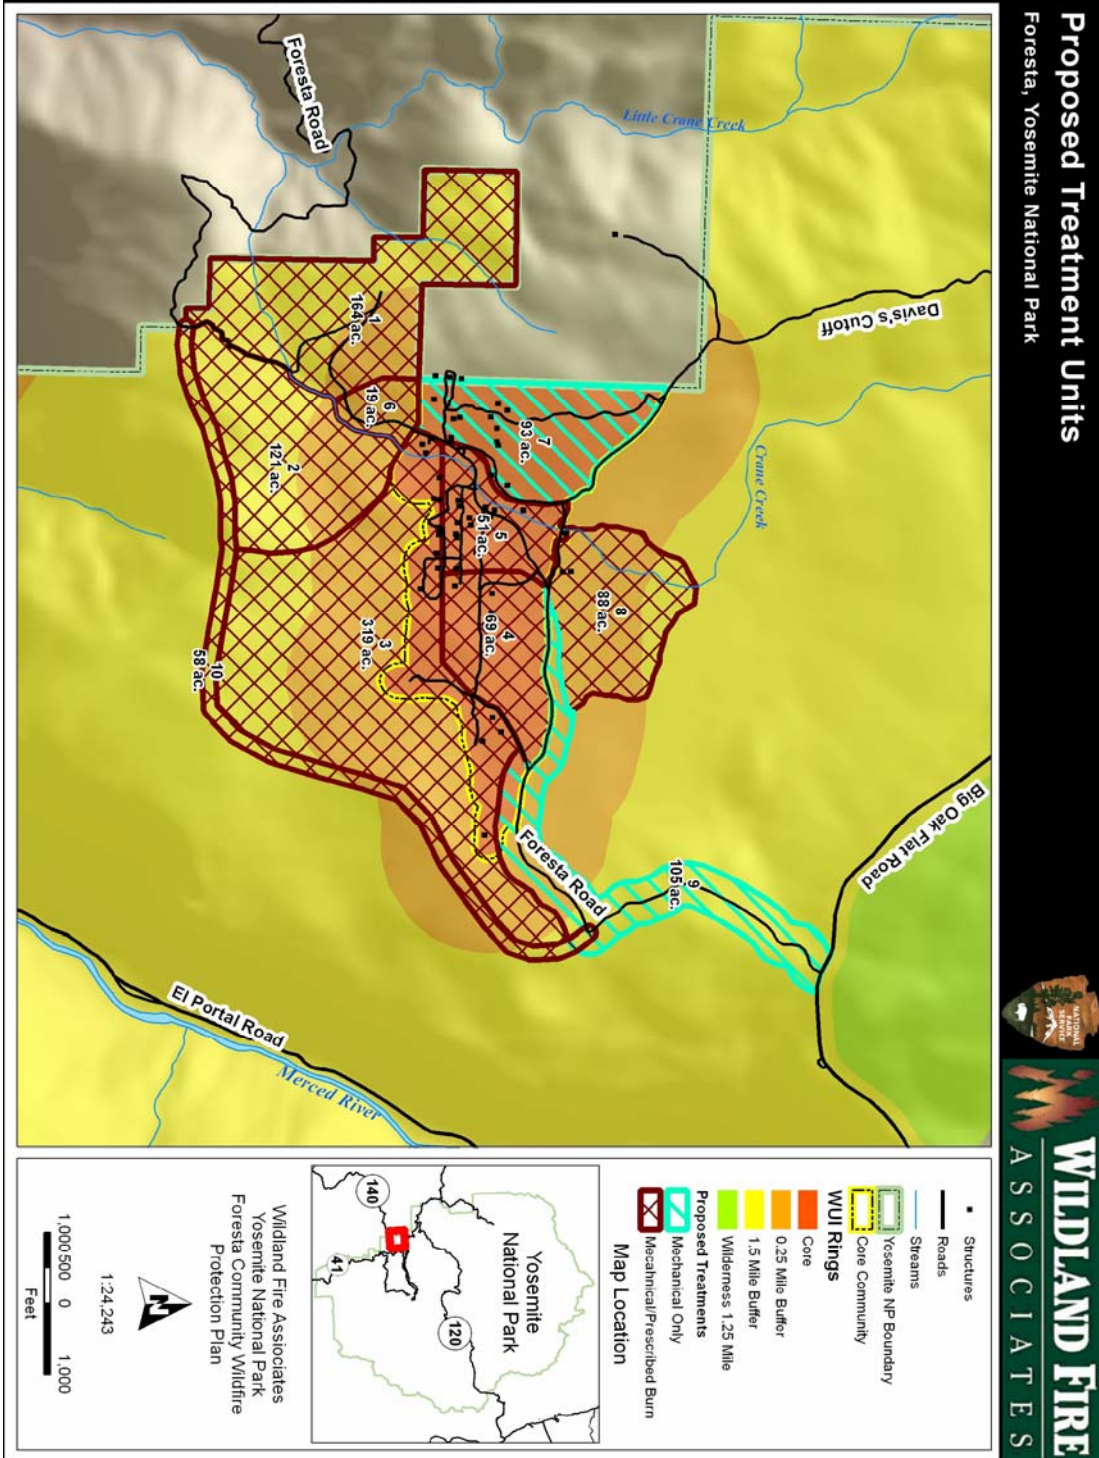 Proposed Treatment Units
Foresta, Yosemite National Park
NATIONAL
PARK
SERVICE
WILDLAND FIRE
ASSOCIATES
Foresta Road
Little Crane Creek
Davis's Cutoff
Crane Creek
Big Oak Flat Road
1
164 ac.
6
19 ac.
7
93 ac.
2
121 ac.
5
51 ac.
8
88 ac.
4
69 ac.
3
319 ac.
10
58 ac.
9
105 ac.
Foresta Road
El Portal Road
Merced River
Structures
Roads
Streams
Yosemite NP Boundary
Core Community
WUI Rings
Core
0.25 Mile Buffer
1.5 Mile Buffer
Wilderness 1.25 Mile
Proposed Treatments
Mechanical Only
Mecahnical/Prescribed Burn
Map Location
Yosemite
National Park
120
140
41
Wildland Fire Assiociates
Yosemite National Park
Foresta Community Wildfire
Protection Plan
N
1:24,243
1,000 500 0 1,000
Feet